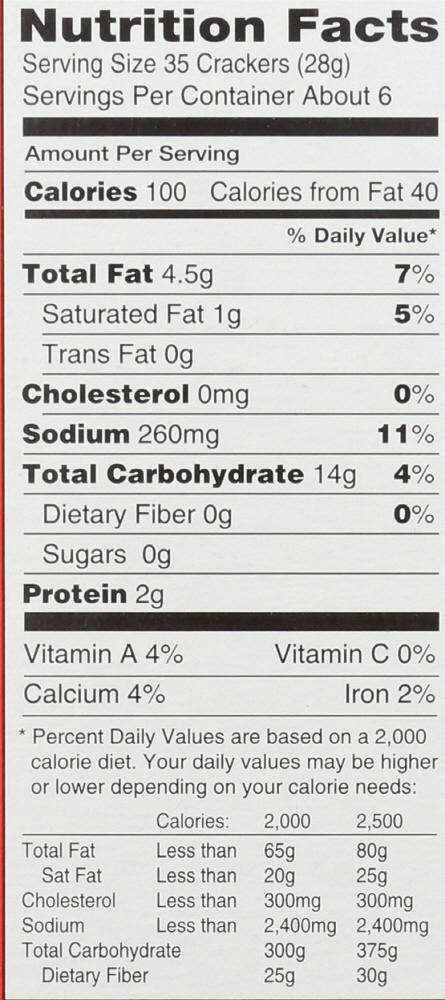 Nutrition Facts
Serving Size 35 Crackers (28g)
Servings Per Container About 6
Amount Per Serving
Calories 100 Calories from Fat 40
% Daily Value*
Total Fat 4.5g 7%
Saturated Fat 1g 5%
Trans Fat 0g
Cholesterol 0mg 0%
Sodium 260mg 11%
Total Carbohydrate 14g 4%
Dietary Fiber 0g 0%
Sugars 0g
Protein 2g
Vitamin A 4% Vitamin C 0%
Calcium 4% Iron 2%
* Percent Daily Values are based on a 2,000
calorie diet. Your daily values may be higher
or lower depending on your calorie needs:
Calories: 2,000 2,500
Total Fat Less than 65g 80g
Sat Fat Less than 20g 25g
Cholesterol Less than 300mg 300mg
Sodium Less than 2,400mg 2,400mg
Total Carbohydrate 300g 375g
Dietary Fiber 25g 30g